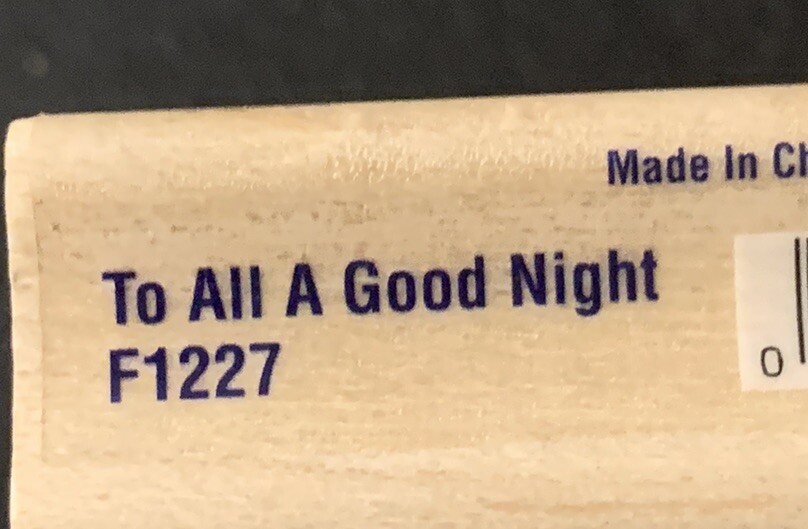 Made In Ch
To All A Good Night
F1227
0